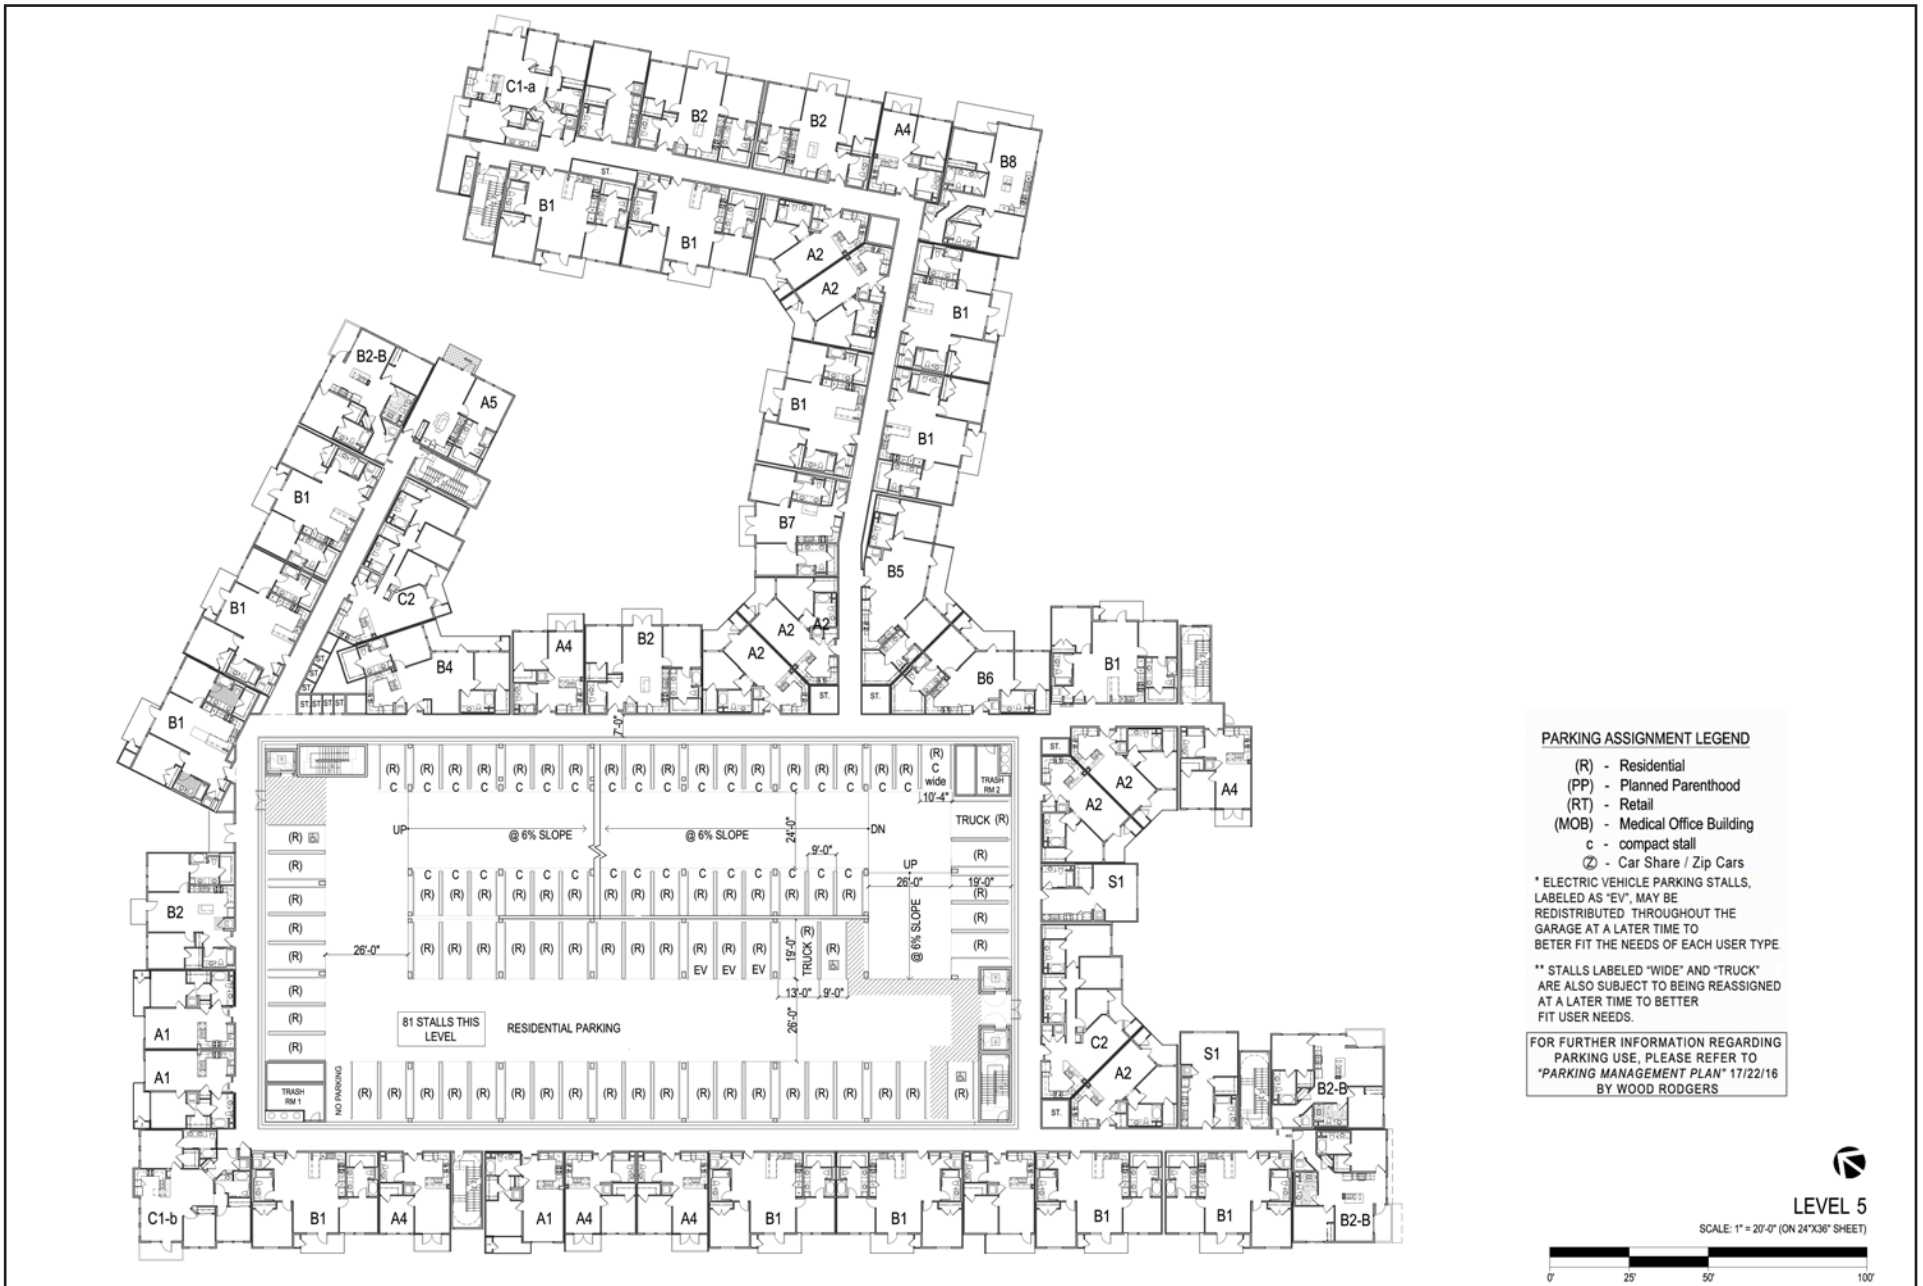 C1-a
B2
B2
A4
B8
ST.
B1
B1
A2
A2
B1
B2-B
A5
B1
B1
B1
B7
B5
C2
B1
A2
A2
A2
B4
A4
B2
B6
B1
ST
ST
ST
ST ST ST ST
ST.
ST.
B1
7'-0"
(R) (R) (R) (R) (R) (R) (R) (R) (R) (R) (R) (R) (R) (R) (R) (R) (R) (R) (R)
C C C C C C C C C C C C C C C C C C C
wide
10'-4"
TRASH
RM 2
ST.
A2
A2
A4
UP
@ 6% SLOPE
@ 6% SLOPE
24'-0"
DN
TRUCK (R)
(R)
(R)
9'-0"
UP
26'-0"
19'-0"
(R)
C C C C C C C C C C C C C C C
(R) (R) (R) (R) (R) (R) (R) (R) (R) (R) (R) (R) (R) (R) (R)
(R)
(R)
(R)
(R)
(R)
(R)
(R)
(R)
(R)
(R)
(R)
@ 6% SLOPE
S1
B2
26'-0"
(R) (R) (R) (R) (R) (R) (R) (R) (R) (R) (R) (R) (R)
EV EV EV
(R)
TRUCK
(R)
19'-0"
13'-0" 9'-0"
26'-0"
81 STALLS THIS
LEVEL
RESIDENTIAL PARKING
A1
A1
C2
A2
S1
B2-B
TRASH
RM 1
NO PARKING
(R) (R) (R) (R) (R) (R) (R) (R) (R) (R) (R) (R) (R) (R) (R) (R) (R) (R) (R) (R)
ST.
C1-b
B1
A4
A1
A4
A4
B1
B1
B1
B1
B2-B
PARKING ASSIGNMENT LEGEND
(R) - Residential
(PP) - Planned Parenthood
(RT) - Retail
(MOB) - Medical Office Building
c - compact stall
Ⓩ - Car Share / Zip Cars
* ELECTRIC VEHICLE PARKING STALLS,
LABELED AS "EV", MAY BE
REDISTRIBUTED THROUGHOUT THE
GARAGE AT A LATER TIME TO
BETER FIT THE NEEDS OF EACH USER TYPE.
** STALLS LABELED "WIDE" AND "TRUCK"
ARE ALSO SUBJECT TO BEING REASSIGNED
AT A LATER TIME TO BETTER
FIT USER NEEDS.
FOR FURTHER INFORMATION REGARDING
PARKING USE, PLEASE REFER TO
"PARKING MANAGEMENT PLAN" 17/22/16
BY WOOD RODGERS
LEVEL 5
SCALE: 1" = 20'-0" (ON 24"X36" SHEET)
0' 25' 50' 100'